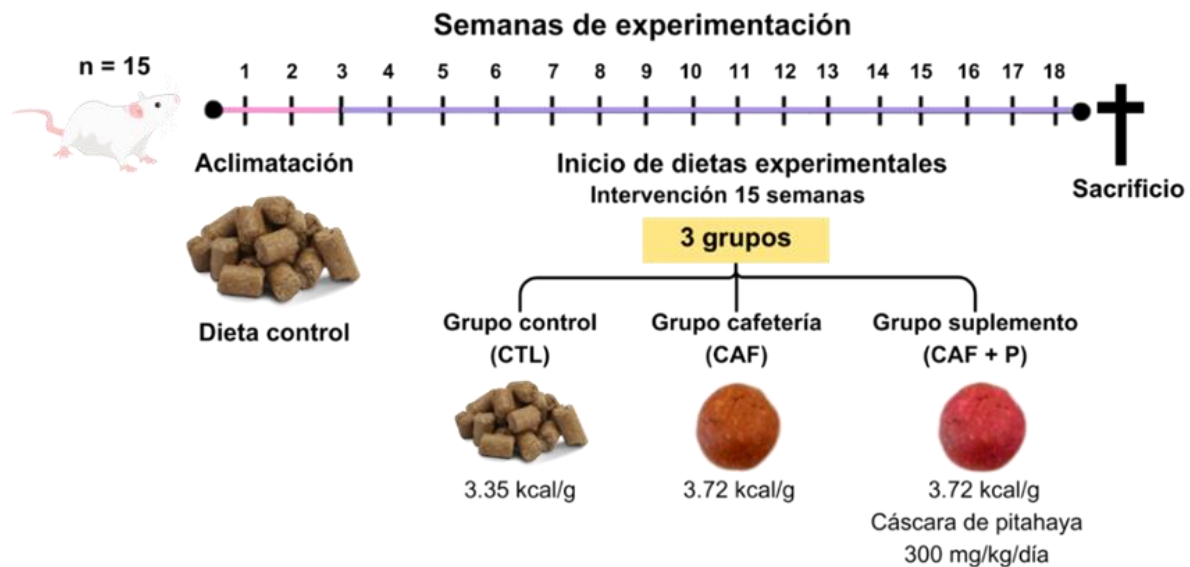 Semanas de experimentación
n = 15
1 2 3 4 5 6 7 8 9 10 11 12 13 14 15 16 17 18
Aclimatación
Dieta control
Inicio de dietas experimentales
Intervención 15 semanas
Sacrificio
3 grupos
Grupo control
(CTL)
3.35 kcal/g
Grupo cafetería
(CAF)
3.72 kcal/g
Grupo suplemento
(CAF + P)
3.72 kcal/g
Cáscara de pitahaya
300 mg/kg/día